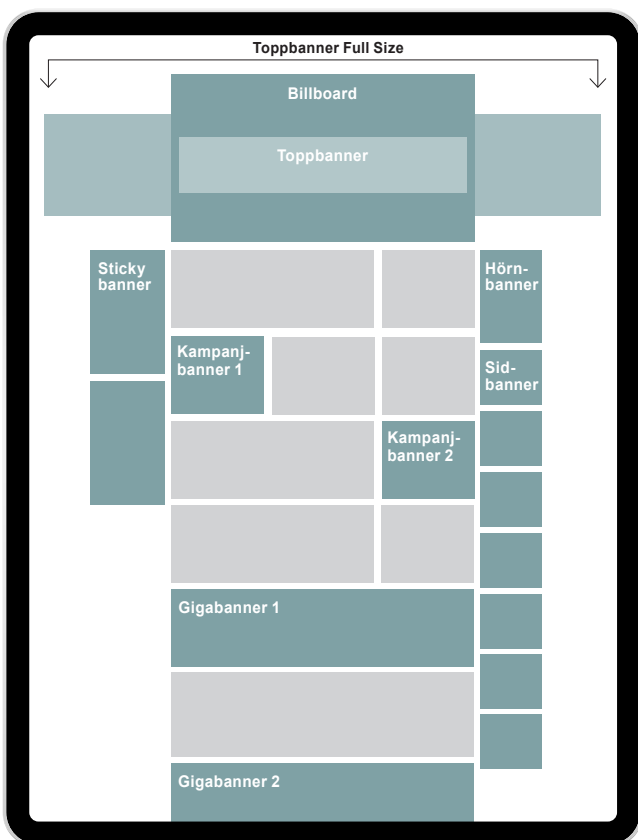 Toppbanner Full Size
Billboard
Toppbanner
Sticky
banner
Hörn-
banner
Kampanj-
banner 1
Sid-
banner
Kampanj-
banner 2
Gigabanner 1
Gigabanner 2